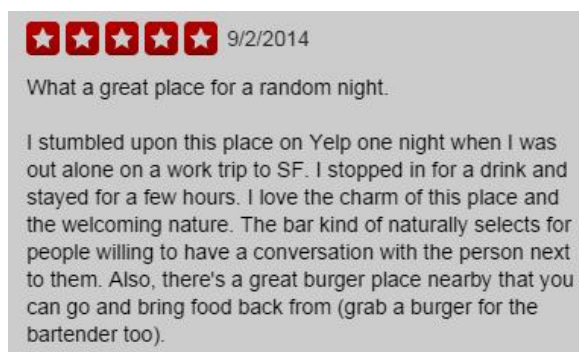 9/2/2014
What a great place for a random night.
I stumbled upon this place on Yelp one night when I was
out alone on a work trip to SF. I stopped in for a drink and
stayed for a few hours. I love the charm of this place and
the welcoming nature. The bar kind of naturally selects for
people willing to have a conversation with the person next
to them. Also, there's a great burger place nearby that you
can go and bring food back from (grab a burger for the
bartender too).